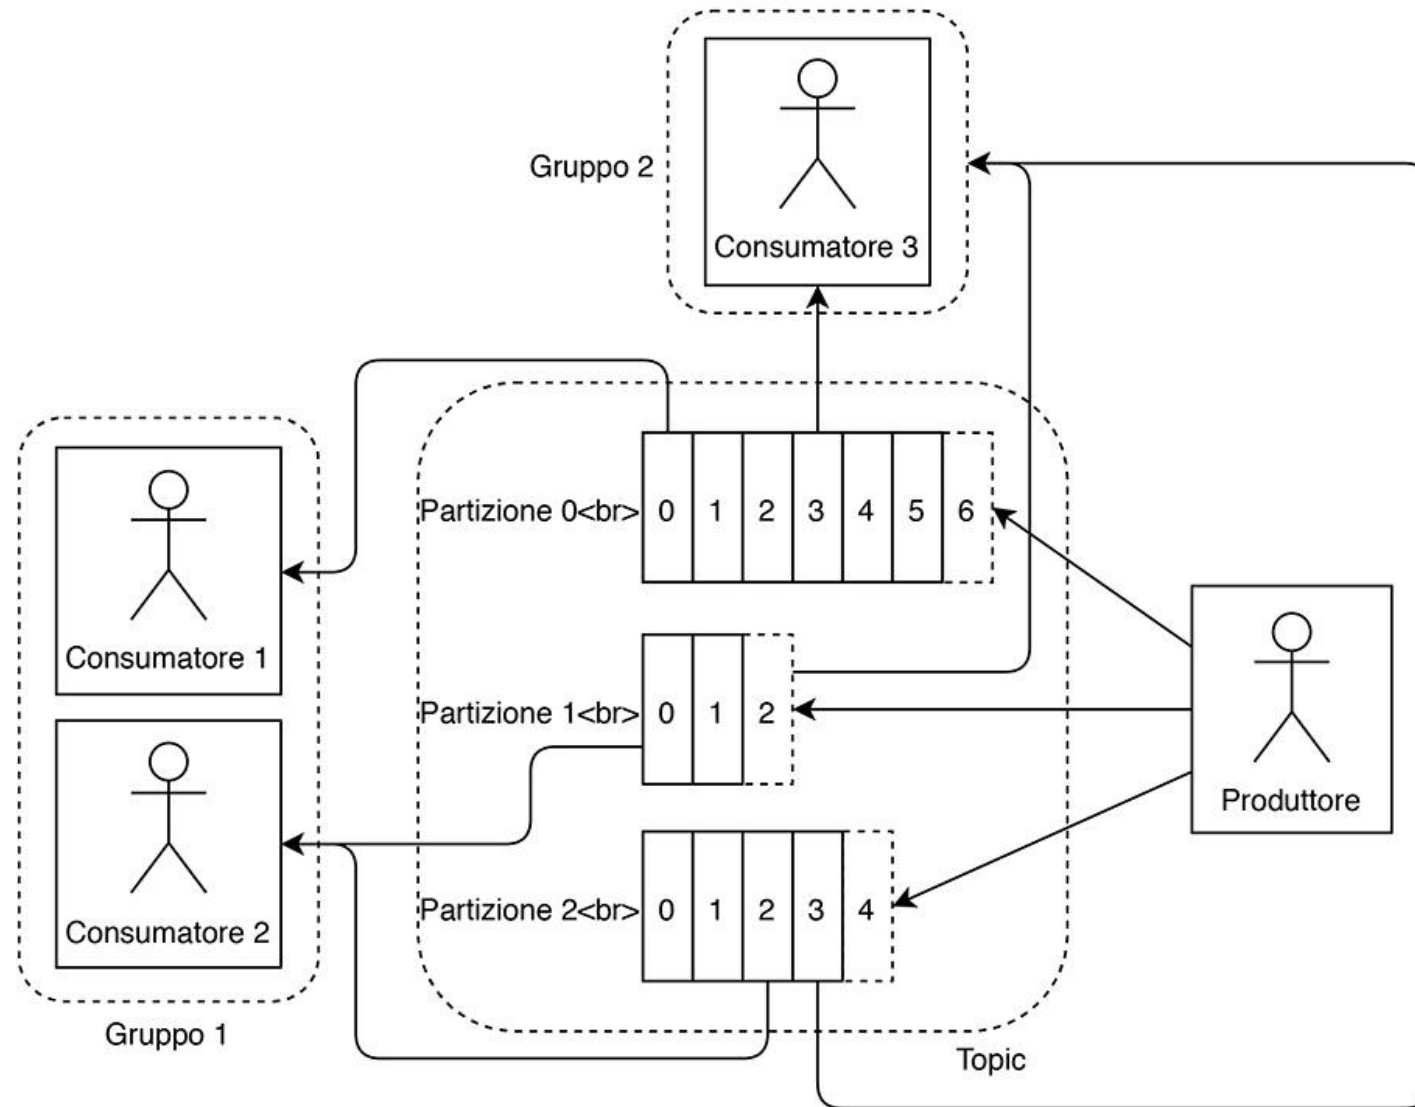 Gruppo 2
Consumatore 3
Partizione 0<br> 0 1 2 3 4 5 6
Consumatore 1
Partizione 1<br> 0 1 2
Produttore
Partizione 2<br> 0 1 2 3 4
Consumatore 2
Gruppo 1
Topic